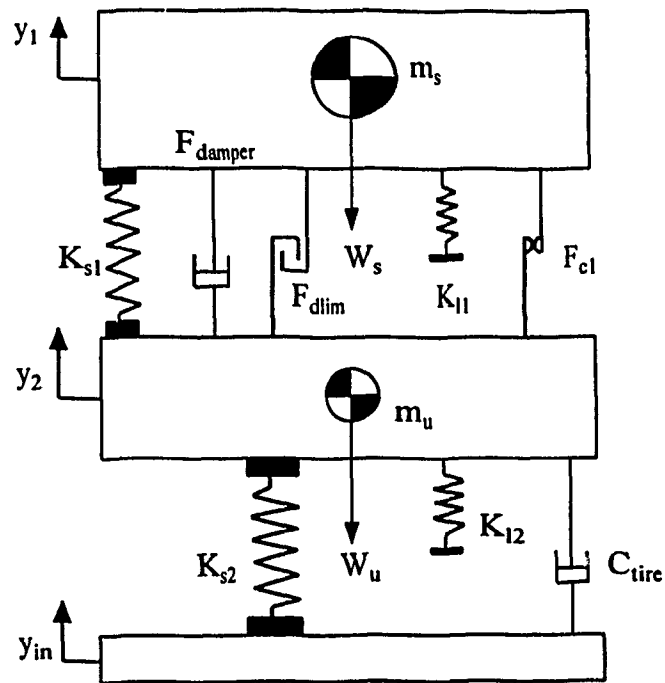 y1
ms
Fdamper
Ks1
Fdlim
Ws
Kl1
Fc1
y2
mu
Ks2
Wu
Kl2
Ctire
yin